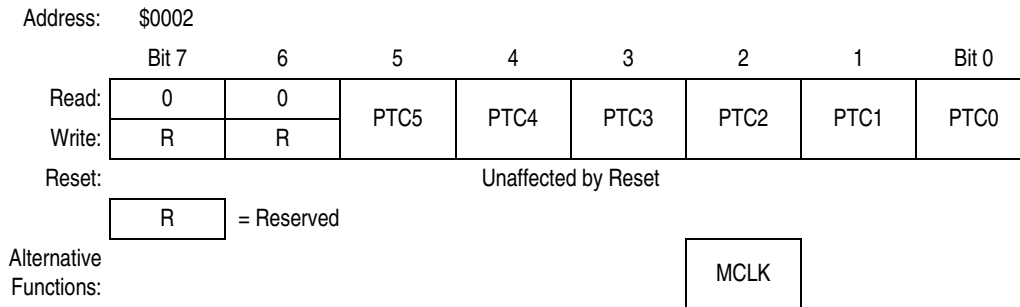 Address: $0002
Bit 7 6 5 4 3 2 1 Bit 0
Read: 0 0 PTC5 PTC4 PTC3 PTC2 PTC1 PTC0
Write: R R
Reset: Unaffected by Reset
R = Reserved
Alternative
Functions: MCLK